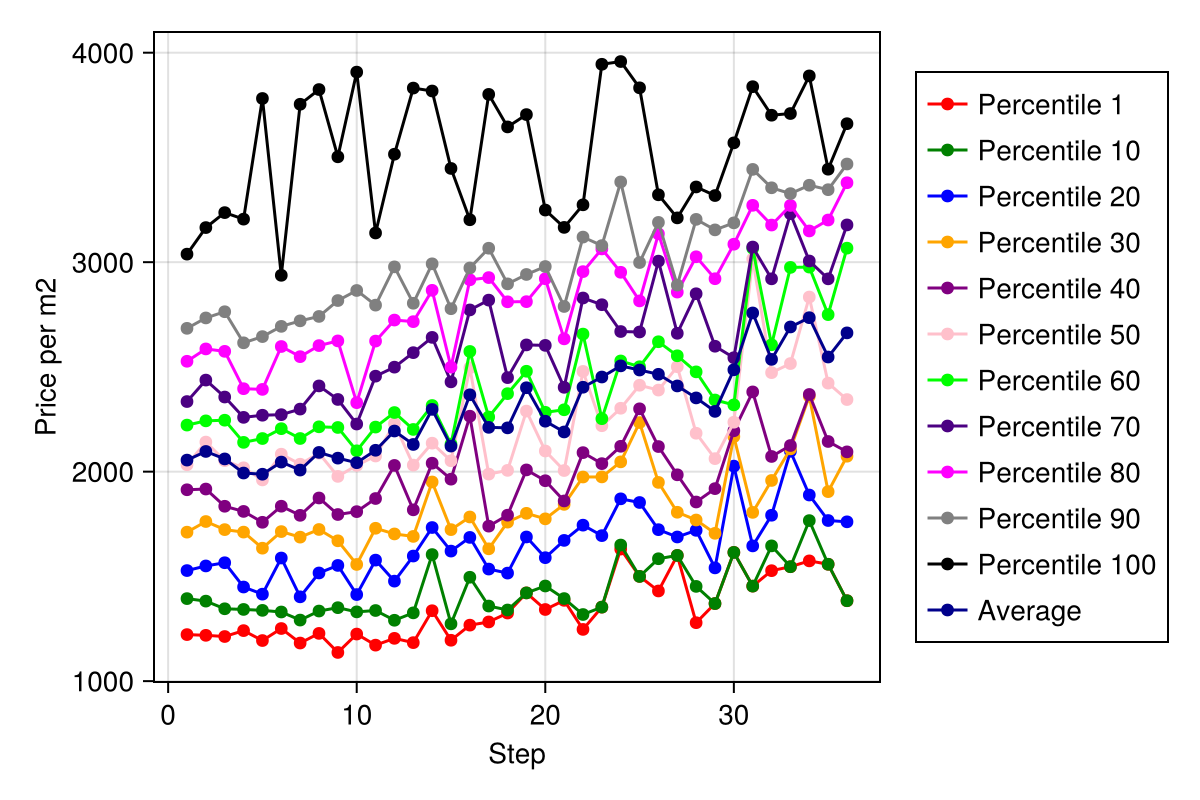 4000
3000
2000
1000
Price per m2
0 10 20 30
Step
Percentile 1
Percentile 10
Percentile 20
Percentile 30
Percentile 40
Percentile 50
Percentile 60
Percentile 70
Percentile 80
Percentile 90
Percentile 100
Average